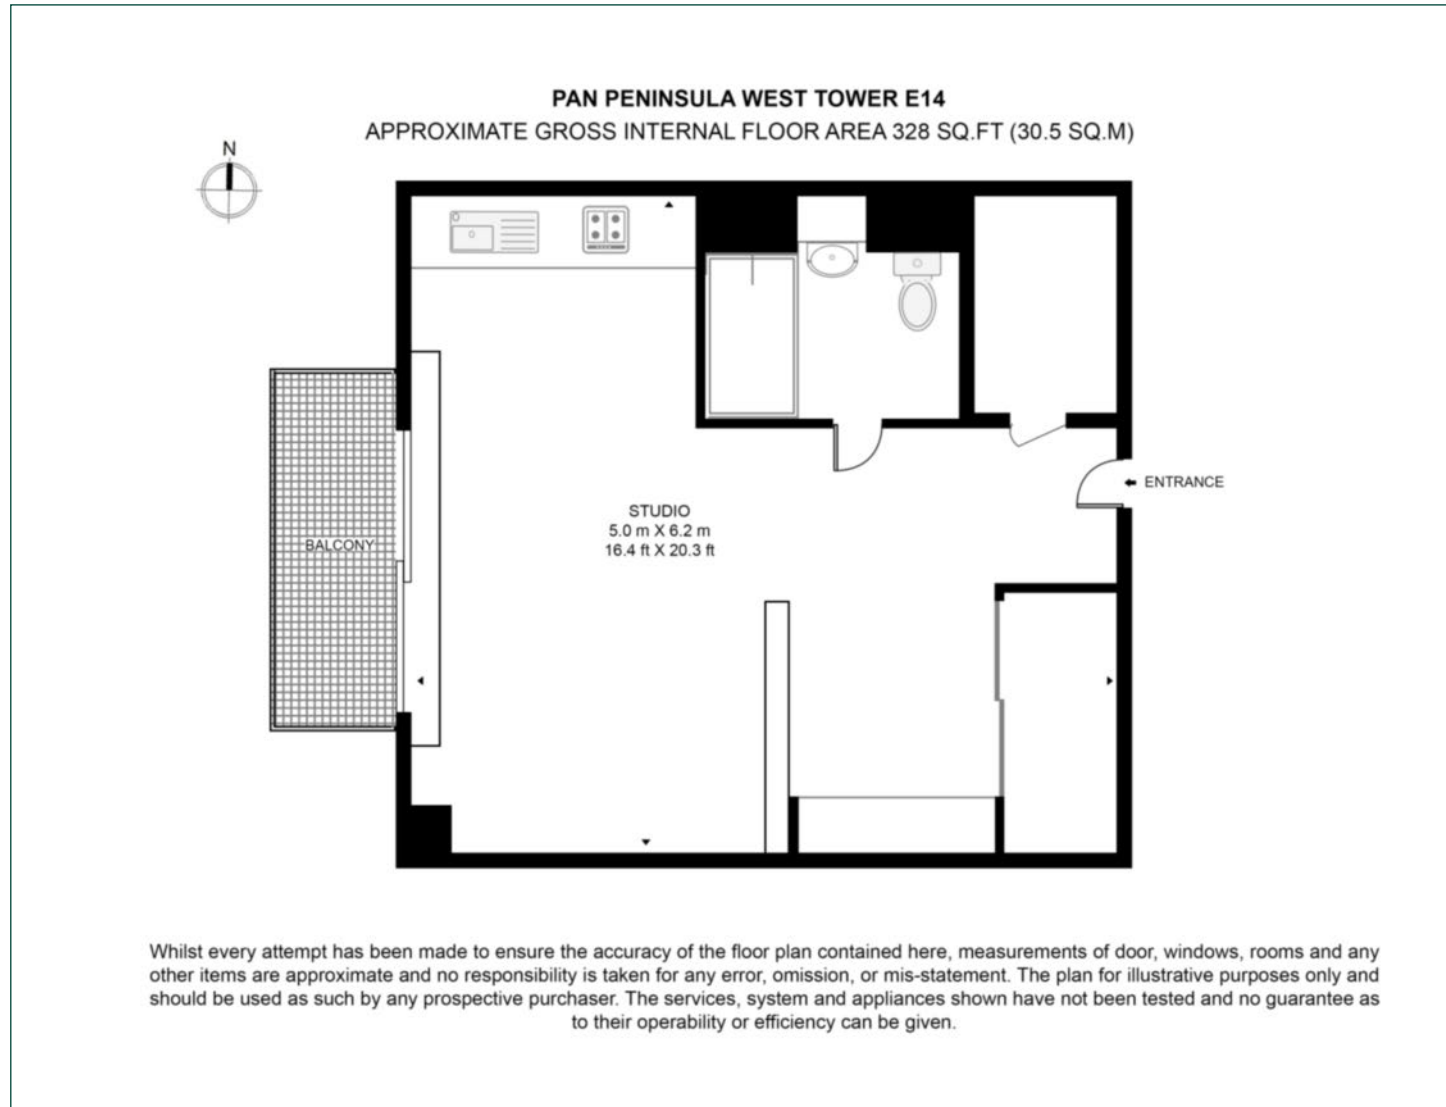 PAN PENINSULA WEST TOWER E14
APPROXIMATE GROSS INTERNAL FLOOR AREA 328 SQ.FT (30.5 SQ.M)
N
ENTRANCE
STUDIO
5.0 m X 6.2 m
16.4 ft X 20.3 ft
BALCONY
Whilst every attempt has been made to ensure the accuracy of the floor plan contained here, measurements of door, windows, rooms and any
other items are approximate and no responsibility is taken for any error, omission, or mis-statement. The plan for illustrative purposes only and
should be used as such by any prospective purchaser. The services, system and appliances shown have not been tested and no guarantee as
to their operability or efficiency can be given.